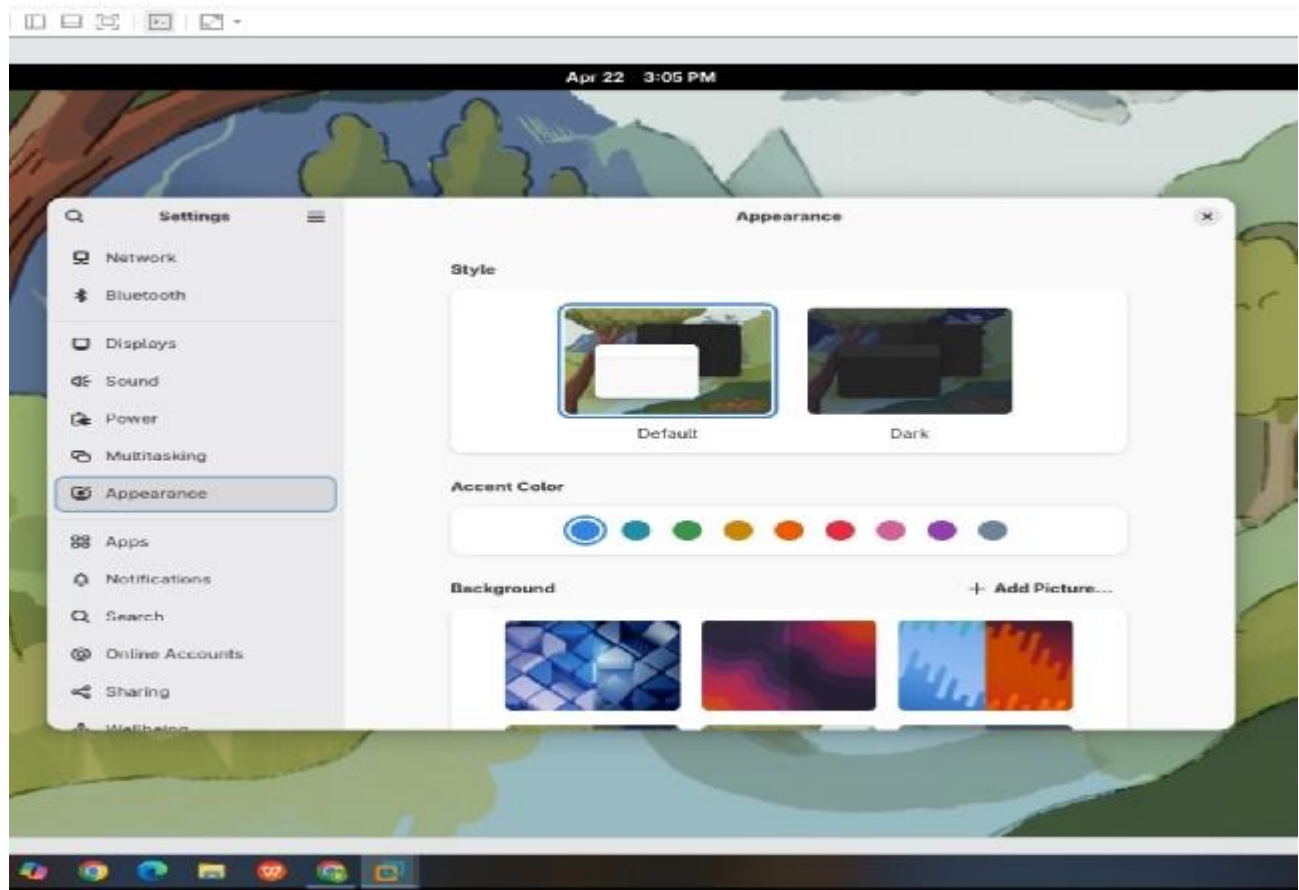 Apr 22 3:05 PM
Settings
Appearance
Network
Bluetooth
Displays
Sound
Power
Multitasking
Appearance
Apps
Notifications
Search
Online Accounts
Sharing
Wellbeing
Style
Default Dark
Accent Color
Background + Add Picture...